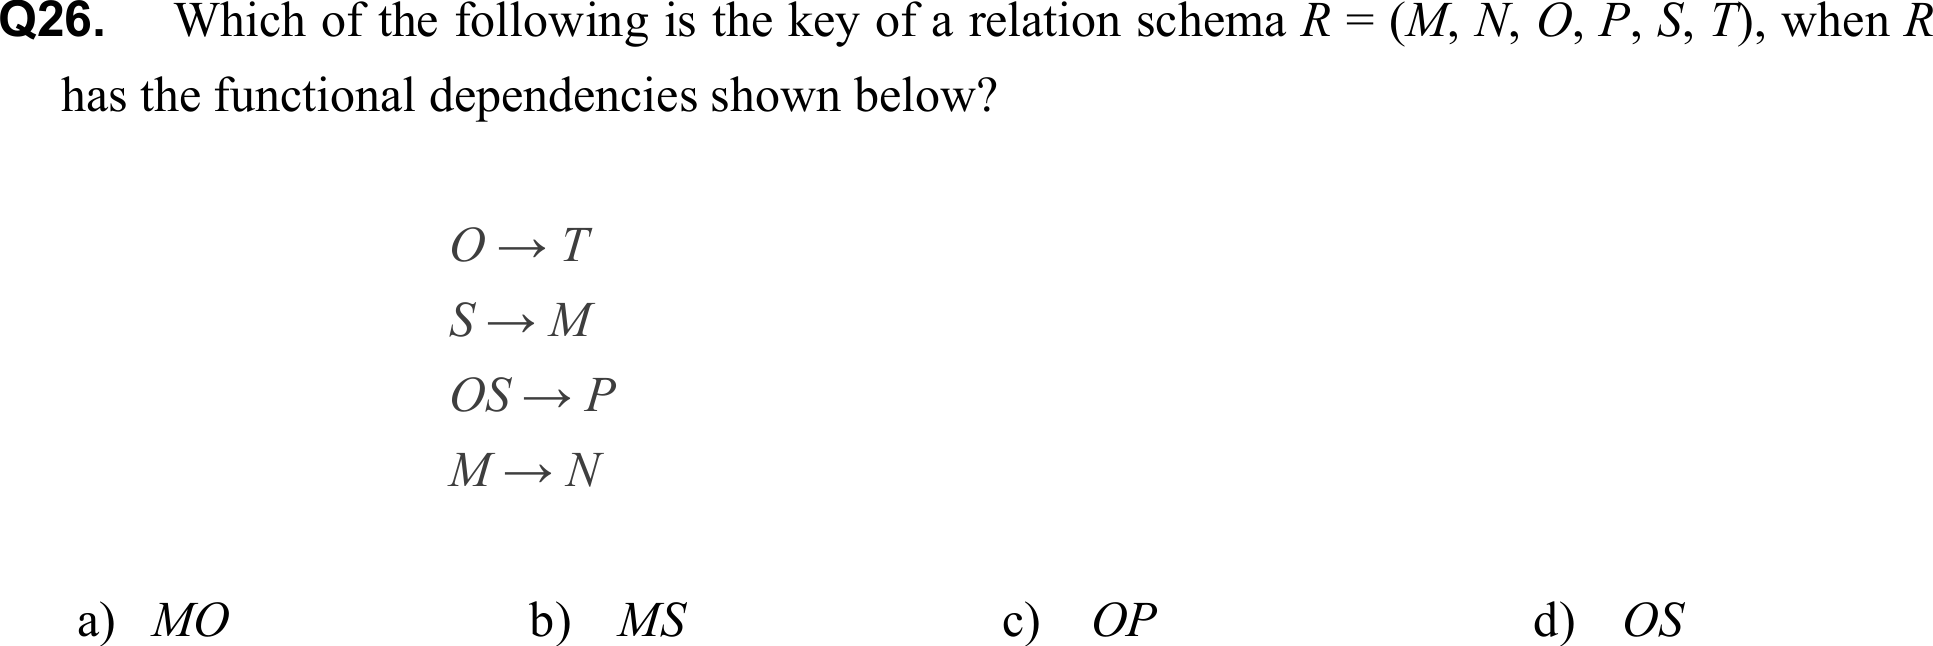 Q26. Which of the following is the key of a relation schema R = (M, N, O, P, S, T), when R
has the functional dependencies shown below?
O → T
S → M
OS → P
M → N
a) MO b) MS c) OP d) OS